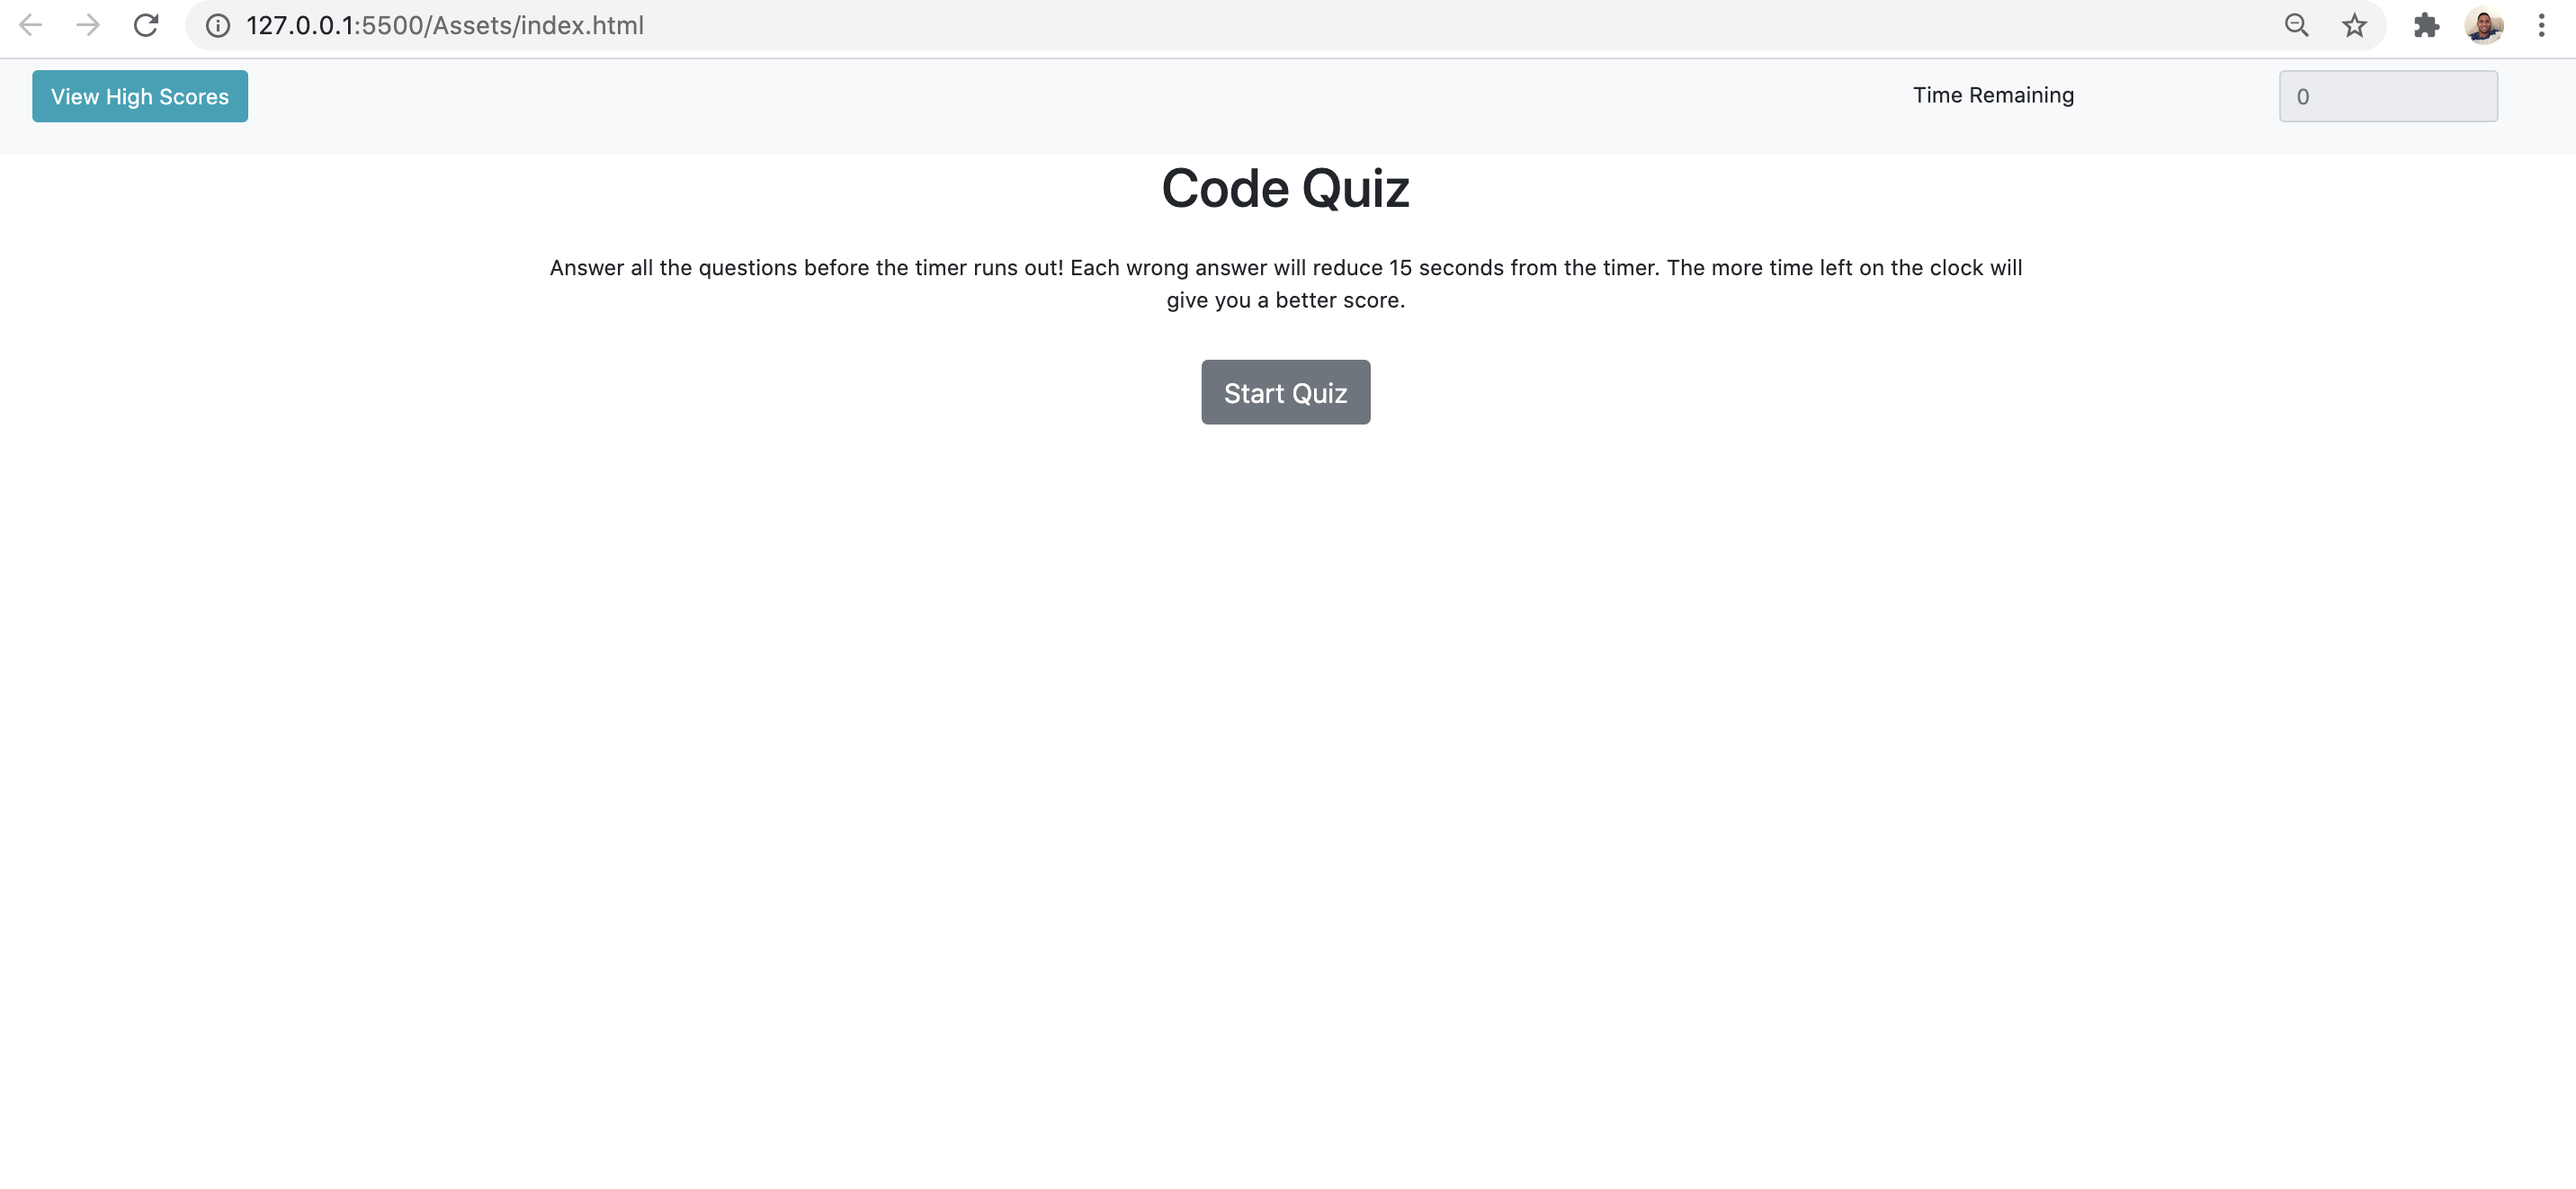 127.0.0.1:5500/Assets/index.html
View High Scores
Time Remaining
0
Code Quiz
Answer all the questions before the timer runs out! Each wrong answer will reduce 15 seconds from the timer. The more time left on the clock will
give you a better score.
Start Quiz